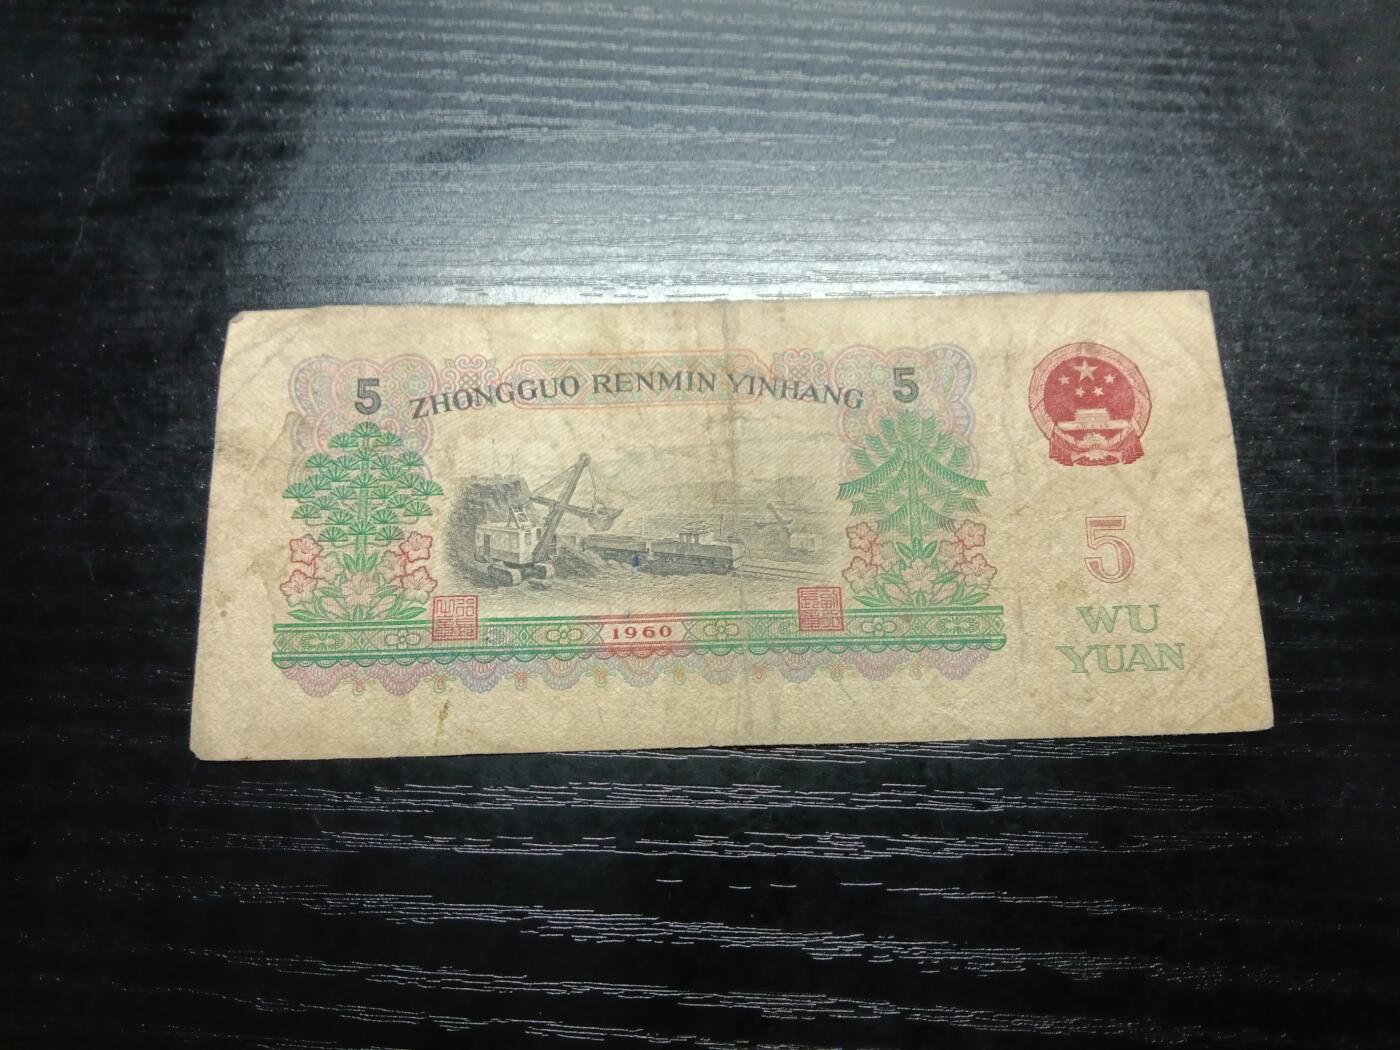 5 ZHONGGUO RENMIN YINHANG 5
5
WU
YUAN
1960